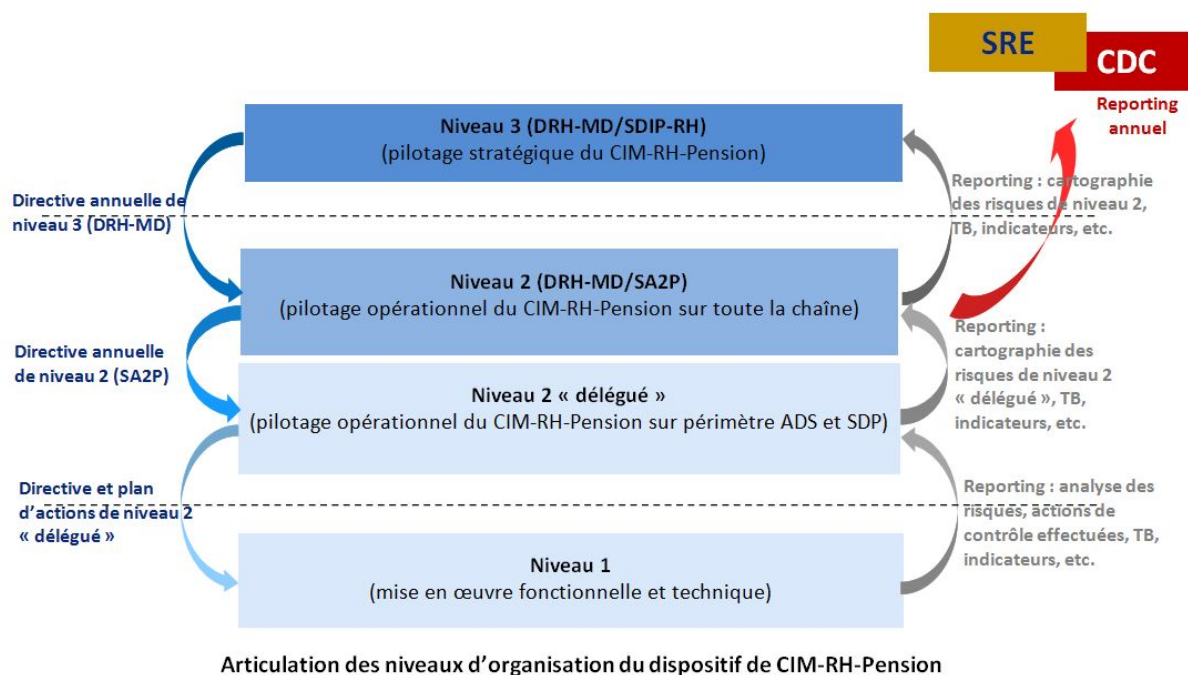 SRE
CDC
Reporting
annuel
Niveau 3 (DRH-MD/SDIP-RH)
(pilotage stratégique du CIM-RH-Pension)
Directive annuelle de
niveau 3 (DRH-MD)
Reporting : cartographie
des risques de niveau 2,
TB, indicateurs, etc.
Niveau 2 (DRH-MD/SA2P)
(pilotage opérationnel du CIM-RH-Pension sur toute la chaîne)
Directive annuelle
de niveau 2 (SA2P)
Reporting :
cartographie des
risques de niveau 2
« délégué », TB,
indicateurs, etc.
Niveau 2 « délégué »
(pilotage opérationnel du CIM-RH-Pension sur périmètre ADS et SDP)
Directive et plan
d’actions de niveau 2
« délégué »
Reporting : analyse des
risques, actions de
contrôle effectuées, TB,
indicateurs, etc.
Niveau 1
(mise en œuvre fonctionnelle et technique)
Articulation des niveaux d’organisation du dispositif de CIM-RH-Pension